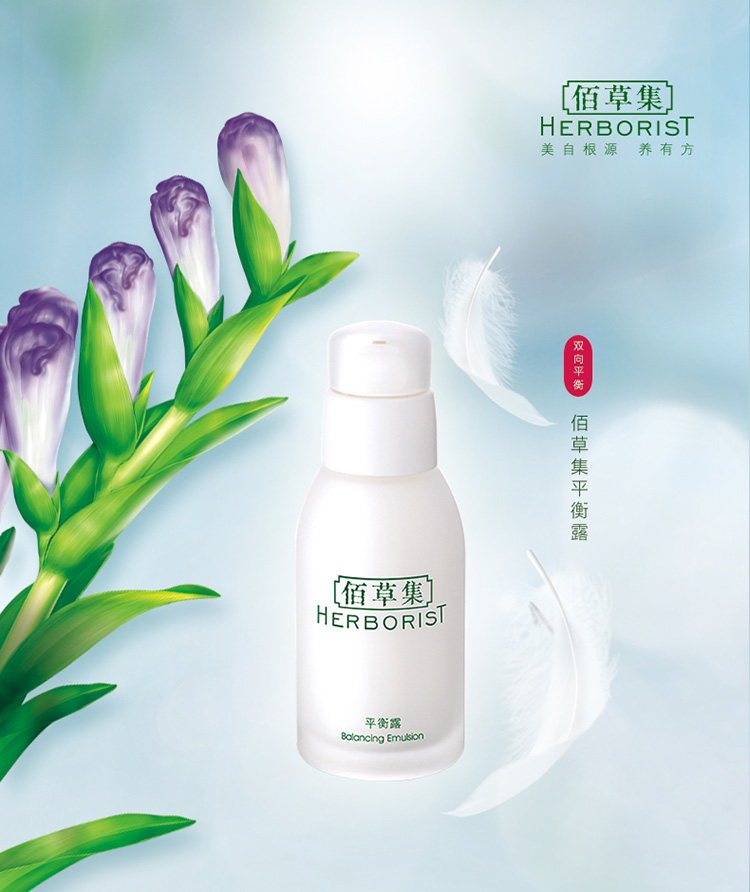 佰草集
HERBORIST
美自根源 养有方
双向平衡
佰草集平衡露
佰草集
HERBORIST
平衡露
Balancing Emulsion